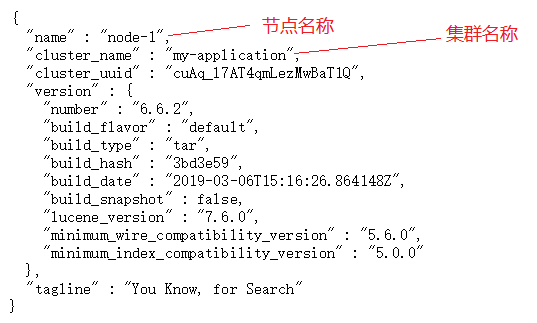 {
"name" : "node-1", 节点名称
"cluster_name" : "my-application", 集群名称
"cluster_uuid" : "cuAq_17AT4qmLezMwBaT1Q",
"version" : {
"number" : "6.6.2",
"build_flavor" : "default",
"build_type" : "tar",
"build_hash" : "3bd3e59",
"build_date" : "2019-03-06T15:16:26.864148Z",
"build_snapshot" : false,
"lucene_version" : "7.6.0",
"minimum_wire_compatibility_version" : "5.6.0",
"minimum_index_compatibility_version" : "5.0.0"
},
"tagline" : "You Know, for Search"
}